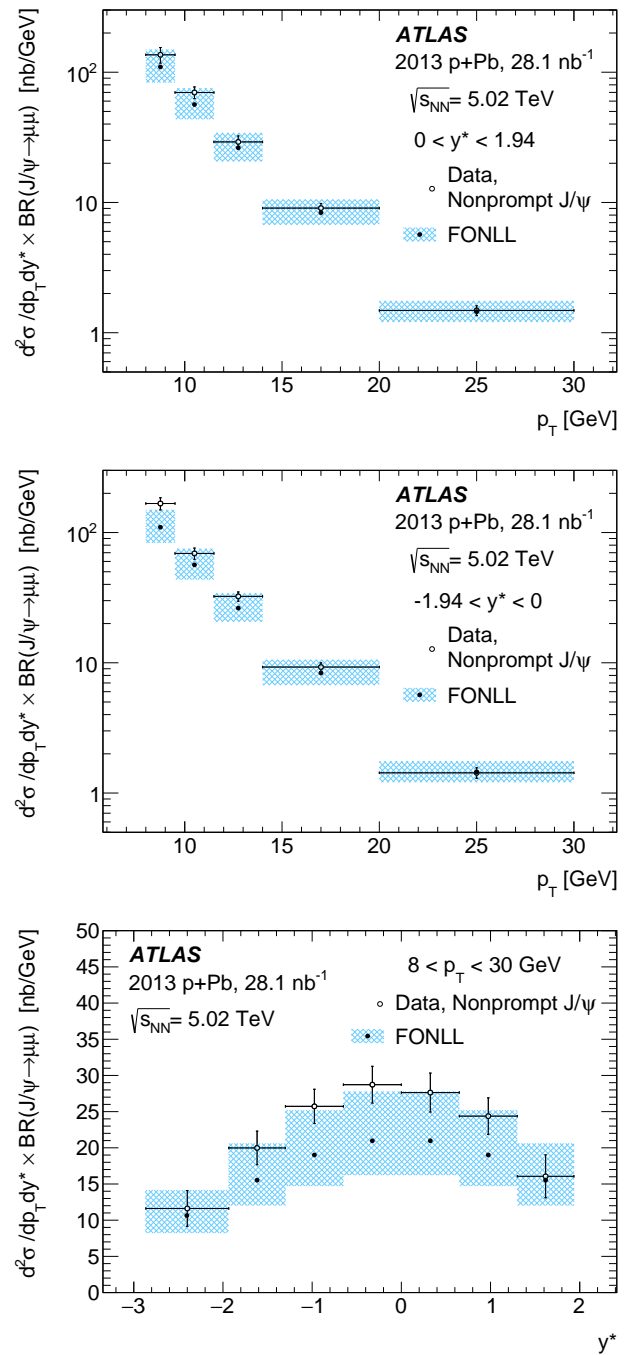 d²σ/dp_T dy* × BR(J/ψ→μμ) [nb/GeV]
10²
10
1
ATLAS
2013 p+Pb, 28.1 nb⁻¹
√s_NN = 5.02 TeV
0 < y* < 1.94
Data,
Nonprompt J/ψ
FONLL
10 15 20 25 30
p_T [GeV]
d²σ/dp_T dy* × BR(J/ψ→μμ) [nb/GeV]
10²
10
1
ATLAS
2013 p+Pb, 28.1 nb⁻¹
√s_NN = 5.02 TeV
-1.94 < y* < 0
Data,
Nonprompt J/ψ
FONLL
10 15 20 25 30
p_T [GeV]
d²σ/dp_T dy* × BR(J/ψ→μμ) [nb/GeV]
50
45
40
35
30
25
20
15
10
5
0
ATLAS
2013 p+Pb, 28.1 nb⁻¹
√s_NN = 5.02 TeV
8 < p_T < 30 GeV
Data, Nonprompt J/ψ
FONLL
−3 −2 −1 0 1 2
y*